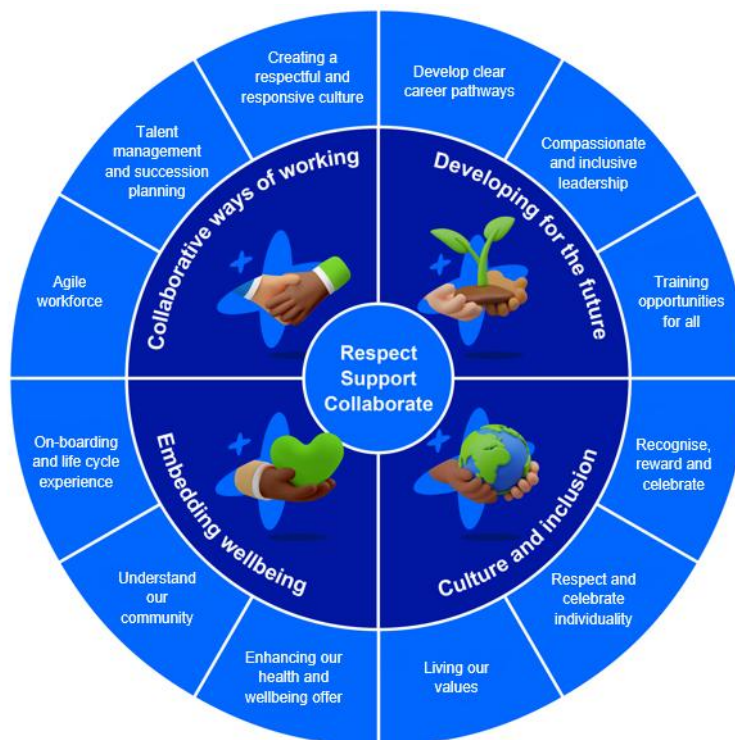 Creating a
respectful and
responsive culture
Develop clear
career pathways
Talent
management
and succession
planning
Compassionate
and inclusive
leadership
Agile
workforce
Training
opportunities
for all
Collaborative ways of working
Developing for the future
Respect
Support
Collaborate
Embedding wellbeing
Culture and inclusion
On-boarding
and life cycle
experience
Recognise,
reward and
celebrate
Understand
our
community
Respect and
celebrate
individuality
Enhancing our
health and
wellbeing offer
Living our
values